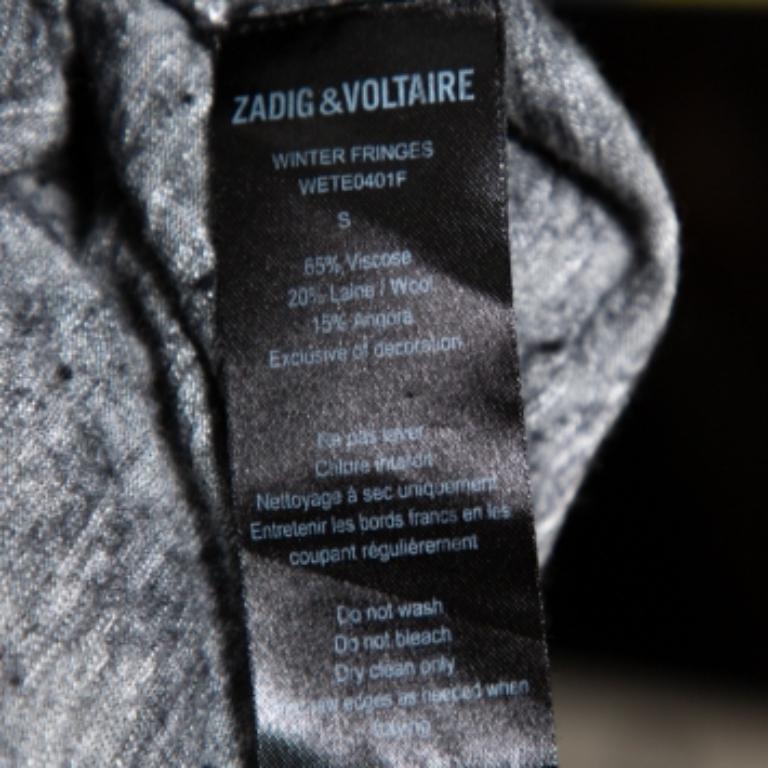 ZADIG &VOLTAIRE
WINTER FRINGES
WETE0401F
S
65% Viscose
20% Laine / Wool
15% Angora
Exclusive of decoration
Ne pas laver
Chlore interdit
Nettoyage à sec uniquement
Entretenir les bords francs en les
coupant régulièrement
Do not wash
Do not bleach
Dry clean only
raw edges as needed when